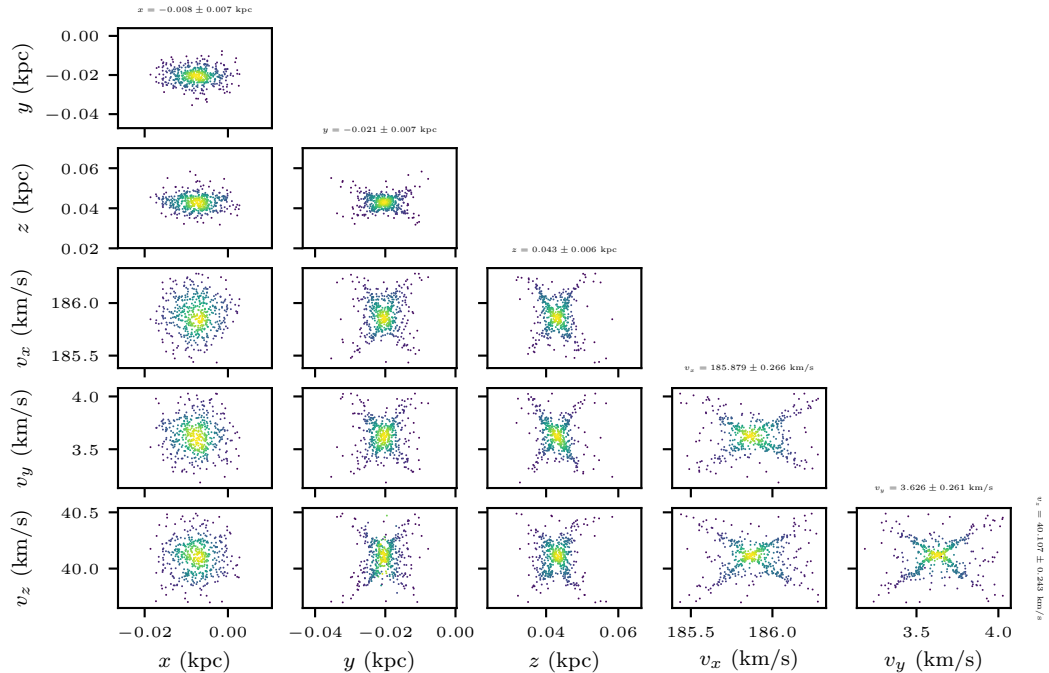 x = −0.008 ± 0.007 kpc
0.00
−0.02
−0.04
y (kpc)
y = −0.021 ± 0.007 kpc
0.06
0.04
0.02
z (kpc)
z = 0.043 ± 0.006 kpc
186.0
185.5
v_x (km/s)
v_x = 185.879 ± 0.266 km/s
4.0
3.5
v_y (km/s)
v_y = 3.626 ± 0.261 km/s
40.5
40.0
v_z (km/s)
v_z = 40.107 ± 0.243 km/s
−0.02 0.00 −0.04 −0.02 0.00 0.04 0.06 185.5 186.0 3.5 4.0
x (kpc) y (kpc) z (kpc) v_x (km/s) v_y (km/s)